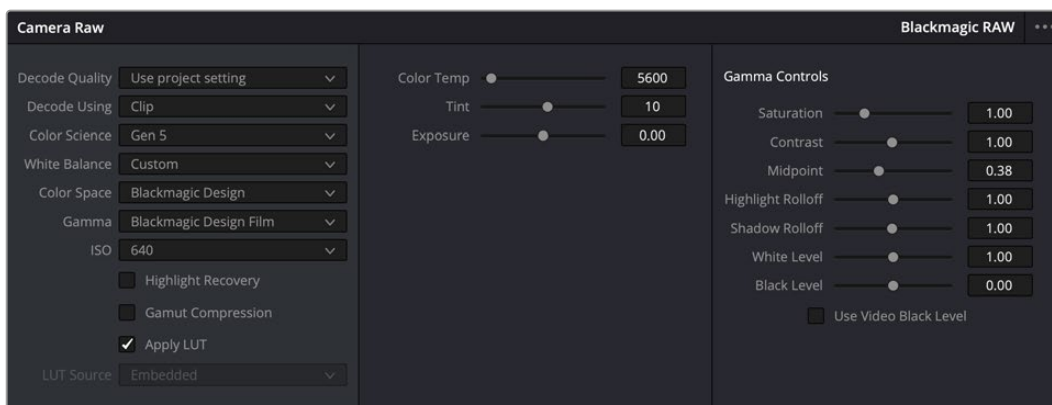 Camera Raw
Blackmagic RAW
Decode Quality Use project setting
Decode Using Clip
Color Science Gen 5
White Balance Custom
Color Space Blackmagic Design
Gamma Blackmagic Design Film
ISO 640
Highlight Recovery
Gamut Compression
Apply LUT
LUT Source Embedded
Color Temp 5600
Tint 10
Exposure 0.00
Gamma Controls
Saturation 1.00
Contrast 1.00
Midpoint 0.38
Highlight Rolloff 1.00
Shadow Rolloff 1.00
White Level 1.00
Black Level 0.00
Use Video Black Level